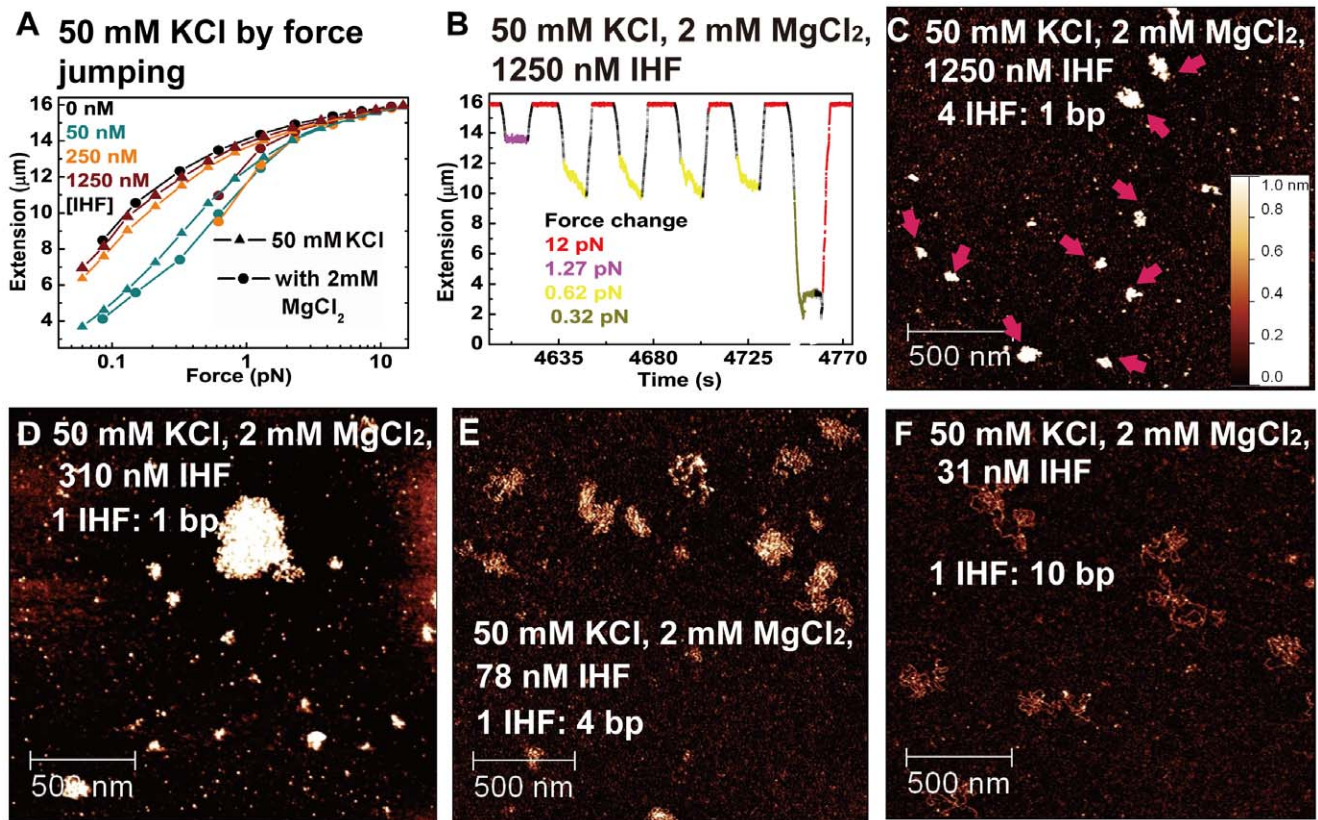 A 50 mM KCl by force
jumping
16
14
12
10
8
6
4
Extension (μm)
0 nM
50 nM
250 nM
1250 nM
[IHF]
50 mM KCl
with 2mM
MgCl2
0.1
1
10
Force (pN)
B 50 mM KCl, 2 mM MgCl2,
1250 nM IHF
16
14
12
10
8
6
4
2
0
Extension (μm)
Force change
12 pN
1.27 pN
0.62 pN
0.32 pN
4635 4680 4725 4770
Time (s)
C 50 mM KCl, 2 mM MgCl2,
1250 nM IHF
4 IHF: 1 bp
1.0 nm
0.8
0.6
0.4
0.2
0.0
500 nm
D 50 mM KCl, 2 mM MgCl2,
310 nM IHF
1 IHF: 1 bp
500 nm
E
50 mM KCl, 2 mM MgCl2,
78 nM IHF
1 IHF: 4 bp
500 nm
F 50 mM KCl, 2 mM MgCl2,
31 nM IHF
1 IHF: 10 bp
500 nm